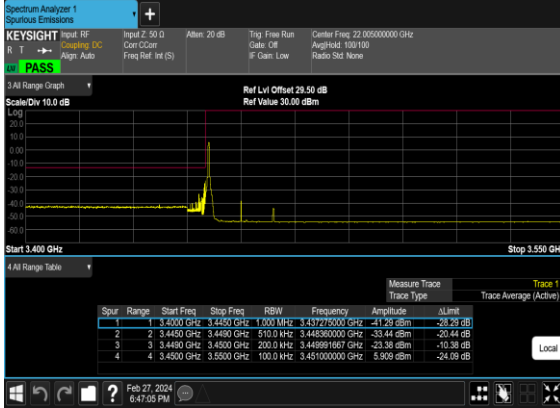 Spectrum Analyzer 1
Spurious Emissions
KEYSIGHT Input: RF
R T Coupling: DC
Align: Auto
Input Z: 50 Ω
Corr CCorr
Freq Ref: Int (S)
Atten: 20 dB
Trig: Free Run
Gate: Off
IF Gain: Low
Center Freq: 22.005000000 GHz
Avg|Hold: 100/100
Radio Std: None
PASS
3 All Range Graph
Scale/Div 10.0 dB
Ref Lvl Offset 29.50 dB
Ref Value 30.00 dBm
Log
20.0
10.0
0.00
-10.0
-20.0
-30.0
-40.0
-50.0
-60.0
Start 3.400 GHz
Stop 3.550 GH
4 All Range Table
Measure Trace Trace 1
Trace Type Trace Average (Active)
Spur Range Start Freq Stop Freq RBW Frequency Amplitude ΔLimit
1 1 3.4000 GHz 3.4450 GHz 1.000 MHz 3.437275000 GHz -41.29 dBm -28.29 dB
2 2 3.4450 GHz 3.4490 GHz 510.0 kHz 3.448360000 GHz -33.44 dBm -20.44 dB
3 3 3.4490 GHz 3.4500 GHz 200.0 kHz 3.449991667 GHz -23.38 dBm -10.38 dB
4 4 3.4500 GHz 3.5500 GHz 100.0 kHz 3.451000000 GHz 5.909 dBm -24.09 dB
Local
?
Feb 27, 2024
6:47:05 PM